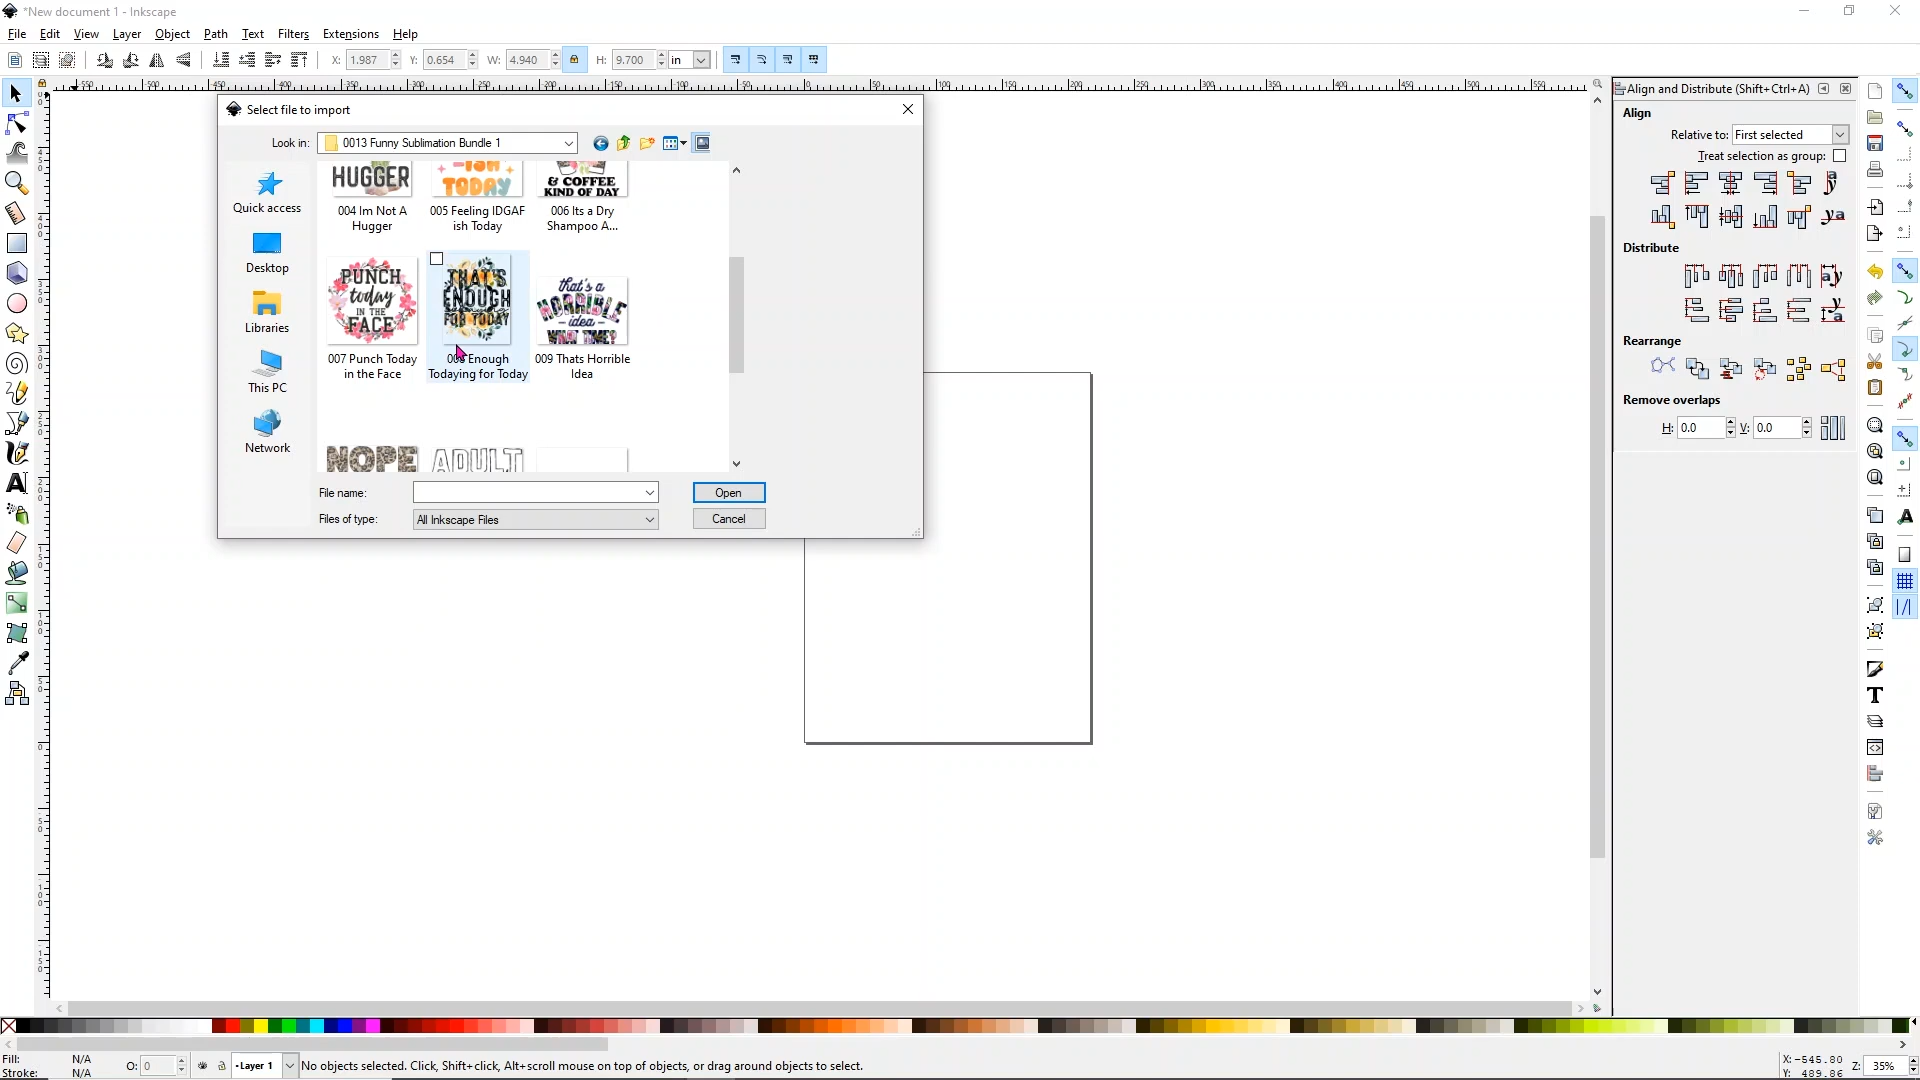 *New document 1 - Inkscape
File Edit View Layer Object Path Text Filters Extensions Help
X: 1.987 Y: 0.654 W: 4.940 H: 9.700 in
Select file to import
Look in: 0013 Funny Sublimation Bundle 1
Quick access
Desktop
Libraries
This PC
Network
HUGGER
-ISH
TODAY
& COFFEE
KIND OF DAY
004 Im Not A
Hugger
005 Feeling IDGAF
ish Today
006 Its a Dry
Shampoo A...
PUNCH
today
IN THE
FACE
THAT'S
ENOUGH
FOR TODAY
that's a
HORRIBLE
- idea -
WHAT TIME?
007 Punch Today
in the Face
008 Enough
Todaying for Today
009 Thats Horrible
Idea
NOPE
ADULT
File name:
Open
Files of type: All Inkscape Files
Cancel
Align and Distribute (Shift+Ctrl+A)
Align
Relative to: First selected
Treat selection as group:
Distribute
Rearrange
Remove overlaps
H: 0.0 V: 0.0
Fill: N/A
Stroke: N/A
O: 0
-Layer 1
No objects selected. Click, Shift+click, Alt+scroll mouse on top of objects, or drag around objects to select.
X: -545.80
Y: 489.86
Z: 35%